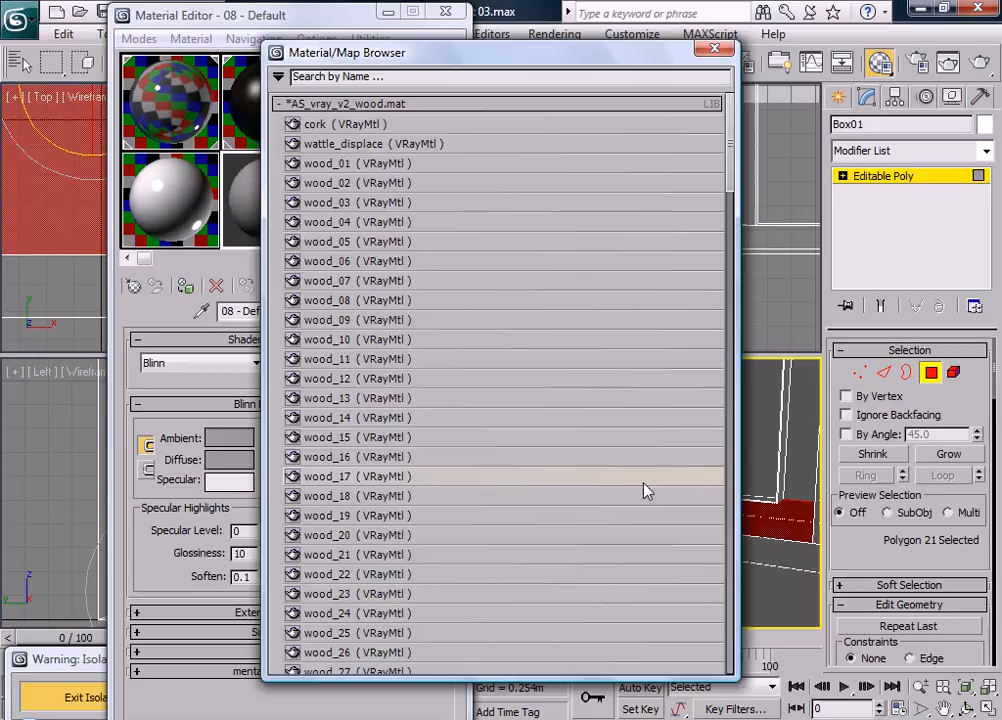 03.max
Type a keyword or phrase
Edit
Editors
Rendering
Customize
MAXScript
Help
Material Editor - 08 - Default
Modes
Material
[ + ] [ Top ] [
[ + ] [ Left ] [
Material/Map Browser
Search by Name ...
- *AS_vray_v2_wood.mat
LIB
cork ( VRayMtl )
wattle_displace ( VRayMtl )
wood_01 ( VRayMtl )
wood_02 ( VRayMtl )
wood_03 ( VRayMtl )
wood_04 ( VRayMtl )
wood_05 ( VRayMtl )
wood_06 ( VRayMtl )
wood_07 ( VRayMtl )
wood_08 ( VRayMtl )
wood_09 ( VRayMtl )
wood_10 ( VRayMtl )
wood_11 ( VRayMtl )
wood_12 ( VRayMtl )
wood_13 ( VRayMtl )
wood_14 ( VRayMtl )
wood_15 ( VRayMtl )
wood_16 ( VRayMtl )
wood_17 ( VRayMtl )
wood_18 ( VRayMtl )
wood_19 ( VRayMtl )
wood_20 ( VRayMtl )
wood_21 ( VRayMtl )
wood_22 ( VRayMtl )
wood_23 ( VRayMtl )
wood_24 ( VRayMtl )
wood_25 ( VRayMtl )
wood_26 ( VRayMtl )
wood_27 ( VRayMtl )
08 - Def
Blinn
Blinn
Ambient:
Diffuse:
Specular:
Specular Highlights
Specular Level: 0
Glossiness: 10
Soften: 0.1
0 / 100
Exit Isola
Grid = 0.254m
Add Time Tag
100
Auto Key
Selected
Set Key
Key Filters...
0
Box01
Modifier List
Editable Poly
Selection
By Vertex
Ignore Backfacing
By Angle: 45.0
Shrink
Grow
Ring
Loop
Preview Selection
Off
SubObj
Multi
Polygon 21 Selected
Soft Selection
Edit Geometry
Repeat Last
Constraints
None
Edge